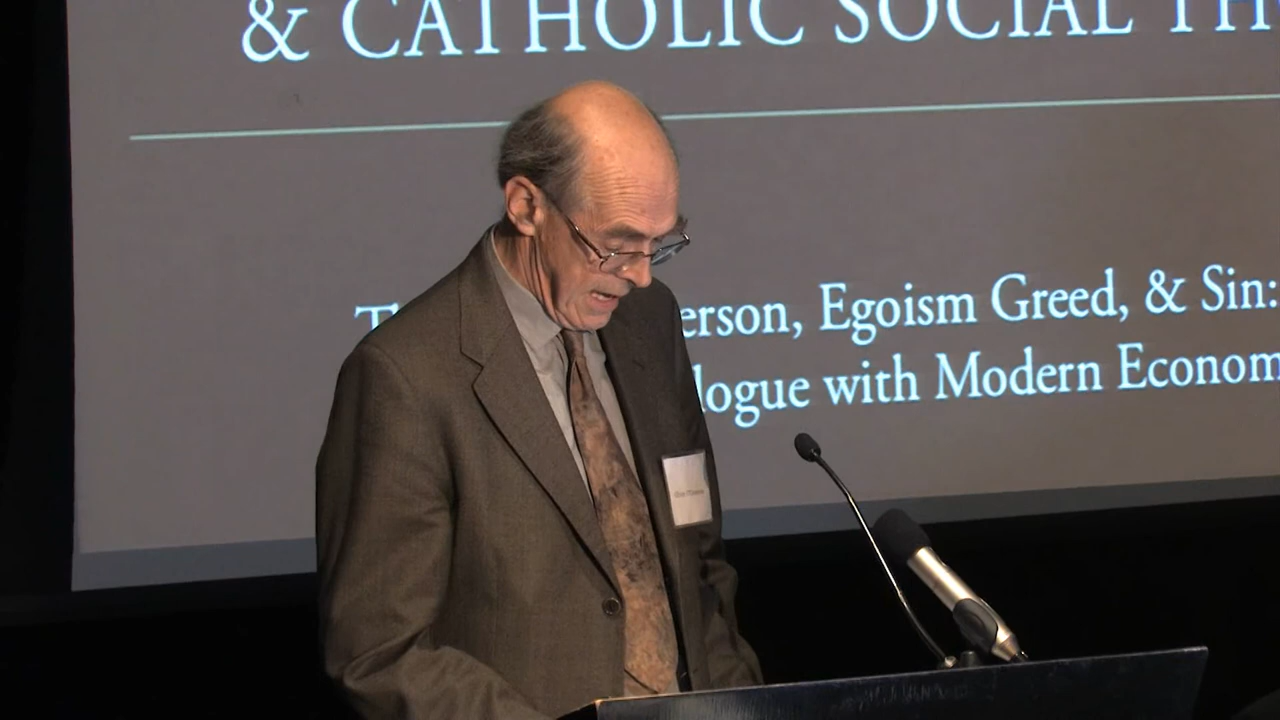 & CATHOLIC SOCIAL TH
erson, Egoism Greed, & Sin:
logue with Modern Econom